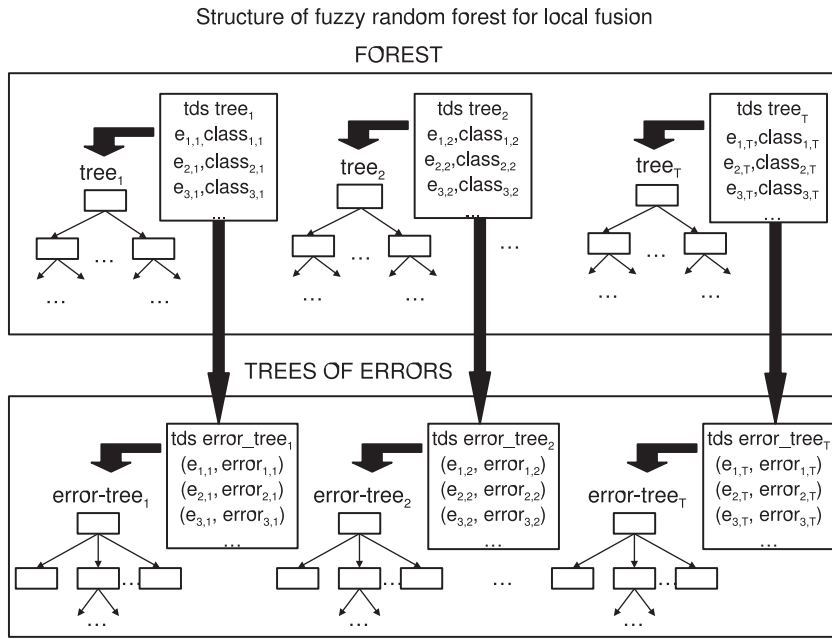 Structure of fuzzy random forest for local fusion
FOREST
tds tree₁
e₁,₁,class₁,₁
e₂,₁,class₂,₁
e₃,₁,class₃,₁
...
tree₁
...
... ...
tds tree₂
e₁,₂,class₁,₂
e₂,₂,class₂,₂
e₃,₂,class₃,₂
...
tree₂
...
... ...
...
tds tree_T
e₁,T,class₁,T
e₂,T,class₂,T
e₃,T,class₃,T
...
tree_T
...
... ...
TREES OF ERRORS
tds error_tree₁
(e₁,₁, error₁,₁)
(e₂,₁, error₂,₁)
(e₃,₁, error₃,₁)
...
error-tree₁
...
...
tds error_tree₂
(e₁,₂, error₁,₂)
(e₂,₂, error₂,₂)
(e₃,₂, error₃,₂)
...
error-tree₂
...
...
...
tds error_tree_T
(e₁,T, error₁,T)
(e₂,T, error₂,T)
(e₃,T, error₃,T)
...
error-tree_T
...
...